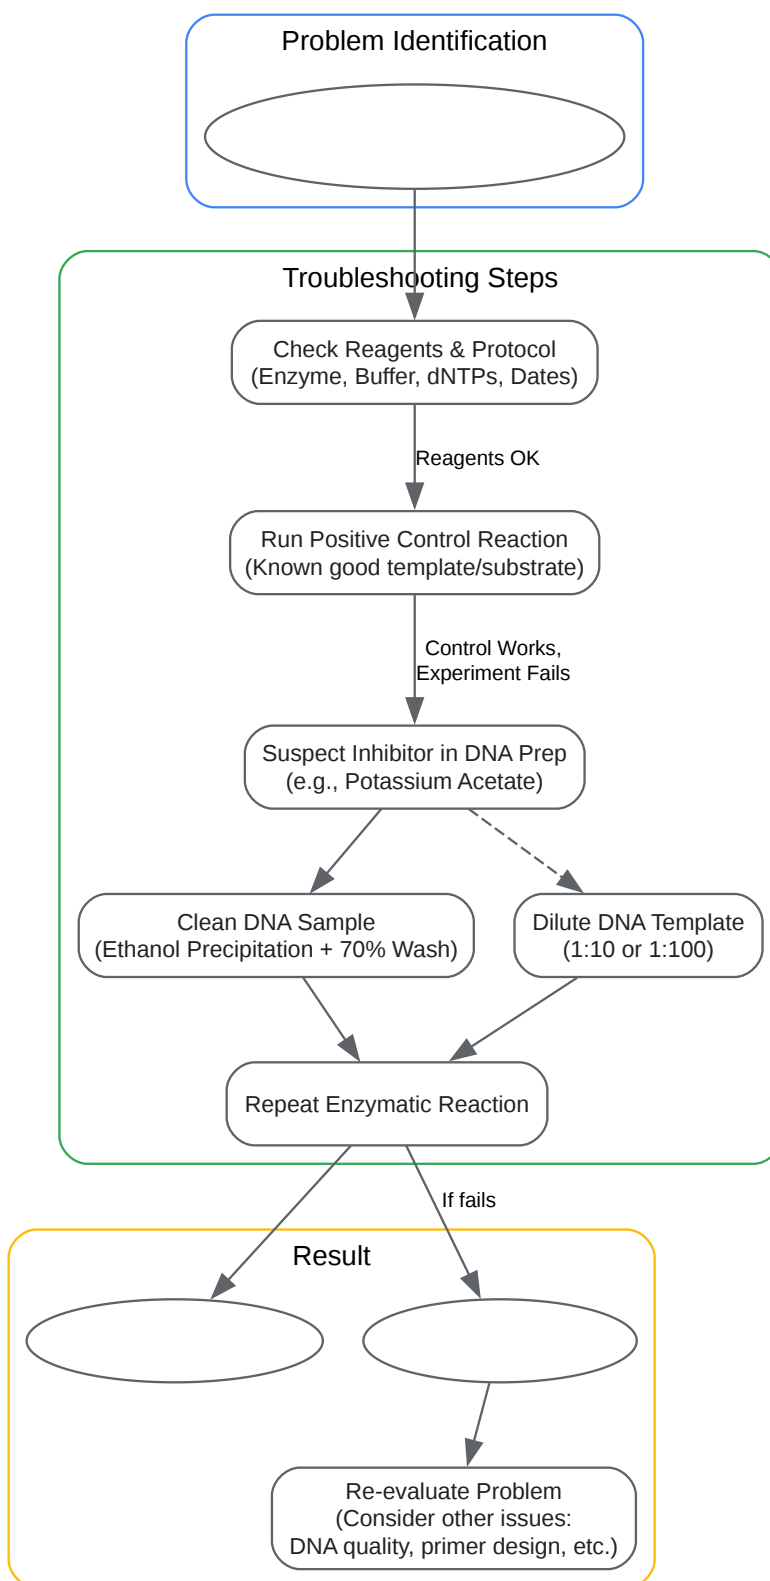 Problem Identification
Troubleshooting Steps
Check Reagents & Protocol
(Enzyme, Buffer, dNTPs, Dates)
Reagents OK
Run Positive Control Reaction
(Known good template/substrate)
Control Works,
Experiment Fails
Suspect Inhibitor in DNA Prep
(e.g., Potassium Acetate)
Clean DNA Sample
(Ethanol Precipitation + 70% Wash)
Dilute DNA Template
(1:10 or 1:100)
Repeat Enzymatic Reaction
If fails
Result
Re-evaluate Problem
(Consider other issues:
DNA quality, primer design, etc.)